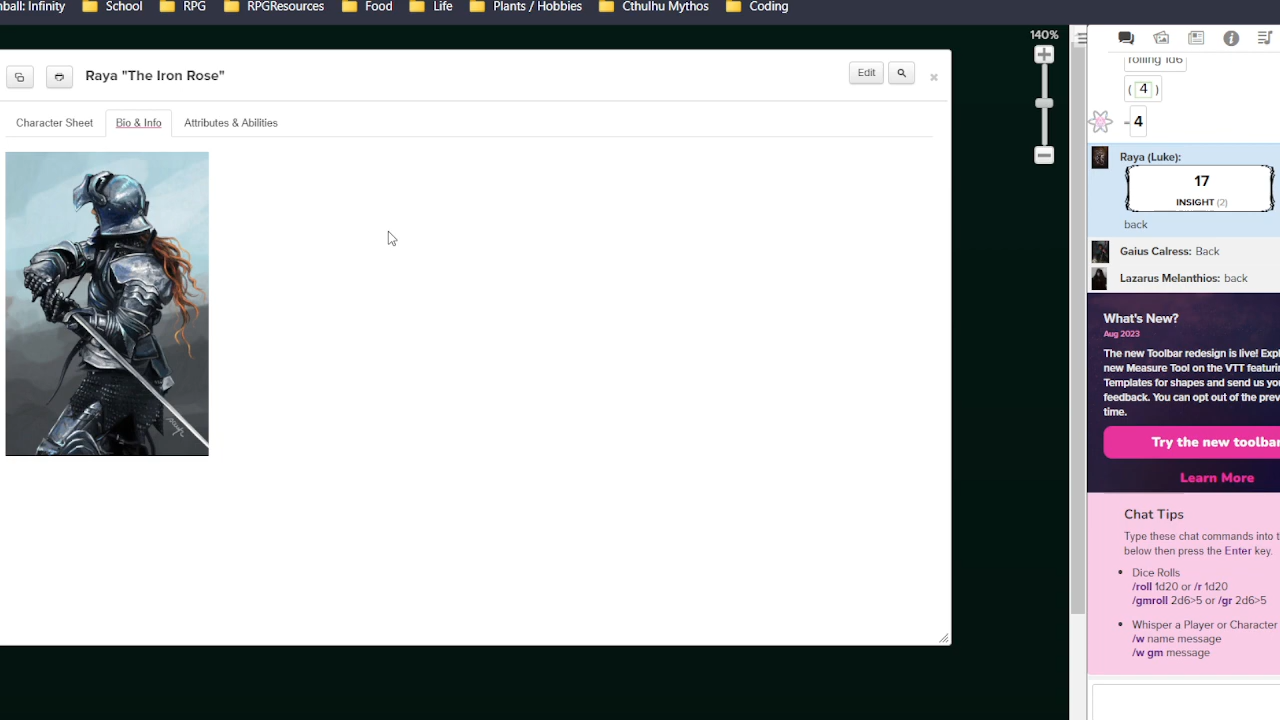 nball: Infinity School RPG RPGResources Food Life Plants / Hobbies Cthulhu Mythos Coding
140%
Raya "The Iron Rose"
Edit
Character Sheet Bio & Info Attributes & Abilities
rolling 1d6
( 4 )
=4
Raya (Luke):
17
INSIGHT (2)
back
Gaius Calress: Back
Lazarus Melanthios: back
What's New?
Aug 2023
The new Toolbar redesign is live! Expl
new Measure Tool on the VTT featurin
Templates for shapes and send us you
feedback. You can opt out of the prev
time.
Try the new toolbar
Learn More
Chat Tips
Type these chat commands into t
below then press the Enter key.
• Dice Rolls
/roll 1d20 or /r 1d20
/gmroll 2d6>5 or /gr 2d6>5
• Whisper a Player or Character
/w name message
/w gm message